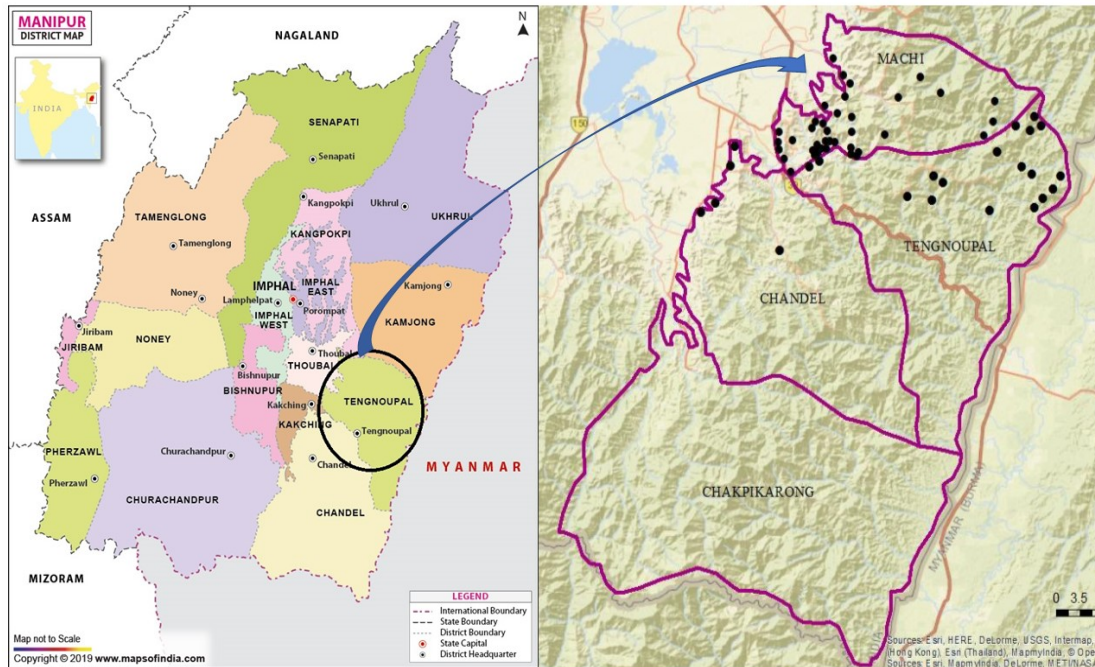 MANIPUR
DISTRICT MAP
N
NAGALAND
INDIA
SENAPATI
Senapati
ASSAM
TAMENGLONG
Tamenglong
Kangpokpi
KANGPOKPI
Ukhrul
UKHRUL
Noney
IMPHAL
Lamphelpat
IMPHAL
EAST
Porompat
IMPHAL
WEST
Kamjong
KAMJONG
Jiribam
JIRIBAM
NONEY
Thoubal
THOUBAL
Bishnupur
BISHNUPUR
Kakching
KAKCHING
TENGNOUPAL
Tengnoupal
PHERZAWL
Pherzawl
Churachandpur
CHURACHANDPUR
Chandel
CHANDEL
MYANMAR
MIZORAM
LEGEND
International Boundary
State Boundary
District Boundary
State Capital
District Headquarter
Map not to Scale
Copyright © 2019 www.mapsofindia.com
MACHI
150
TENGNOUPAL
CHANDEL
CHAKPIKARONG
MYANMAR (BURMA)
0 3.5
Sources: Esri, HERE, DeLorme, USGS, Intermap,
(Hong Kong), Esri (Thailand), MapmyIndia, © Ope
Sources: Esri, MapmyIndia, DeLorme, METI/NASA